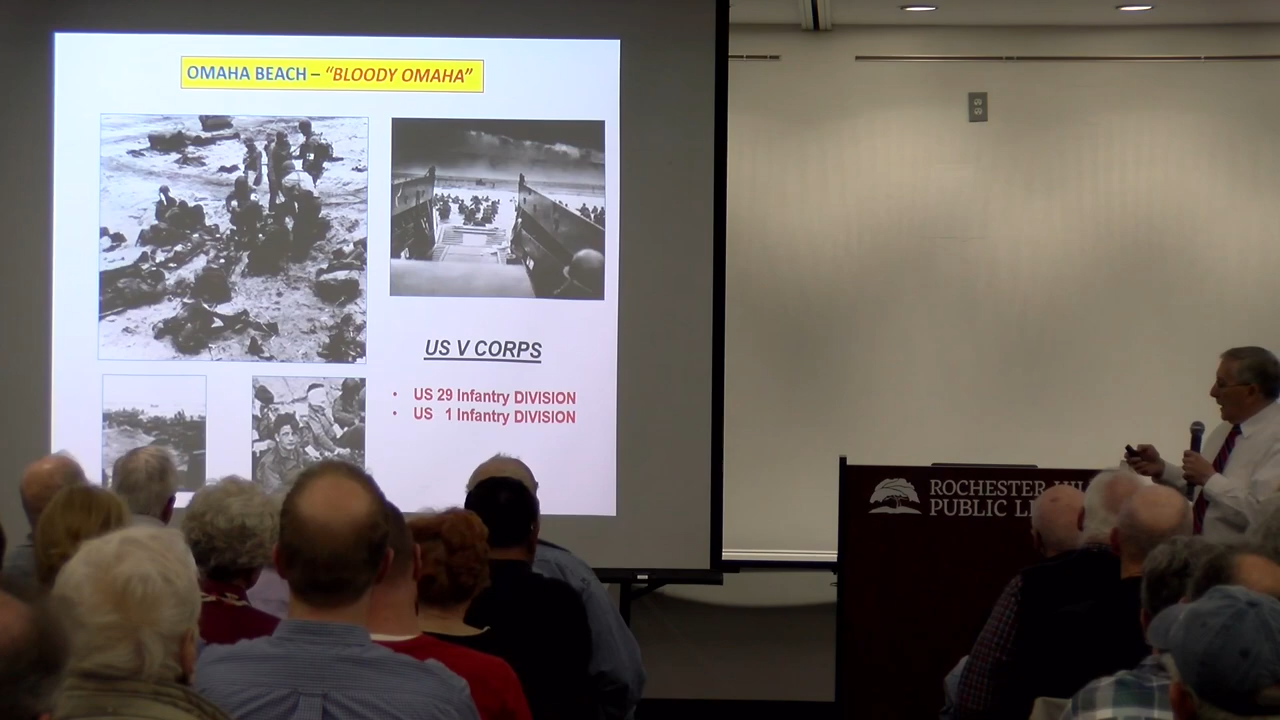 OMAHA BEACH – “BLOODY OMAHA”
US V CORPS
• US 29 Infantry DIVISION
• US 1 Infantry DIVISION
ROCHESTER
PUBLIC